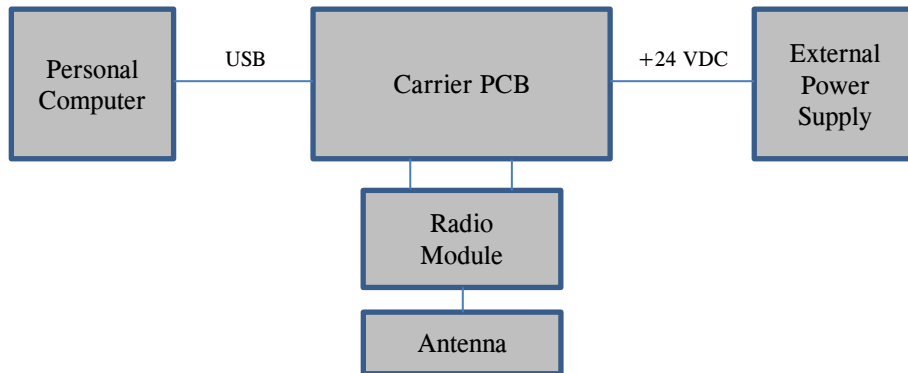 Personal
Computer
USB
Carrier PCB
+24 VDC
External
Power
Supply
Radio
Module
Antenna